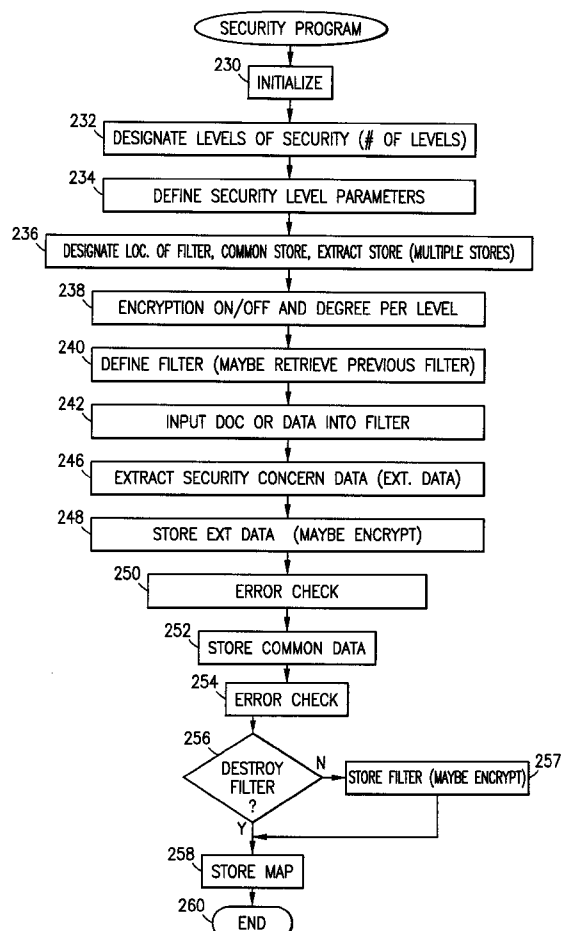 SECURITY PROGRAM
230
INITIALIZE
232
DESIGNATE LEVELS OF SECURITY (# OF LEVELS)
234
DEFINE SECURITY LEVEL PARAMETERS
236
DESIGNATE LOC. OF FILTER, COMMON STORE, EXTRACT STORE (MULTIPLE STORES)
238
ENCRYPTION ON/OFF AND DEGREE PER LEVEL
240
DEFINE FILTER (MAYBE RETRIEVE PREVIOUS FILTER)
242
INPUT DOC OR DATA INTO FILTER
246
EXTRACT SECURITY CONCERN DATA (EXT. DATA)
248
STORE EXT DATA (MAYBE ENCRYPT)
250
ERROR CHECK
252
STORE COMMON DATA
254
ERROR CHECK
256
DESTROY
FILTER
?
N
STORE FILTER (MAYBE ENCRYPT)
257
Y
258
STORE MAP
260
END